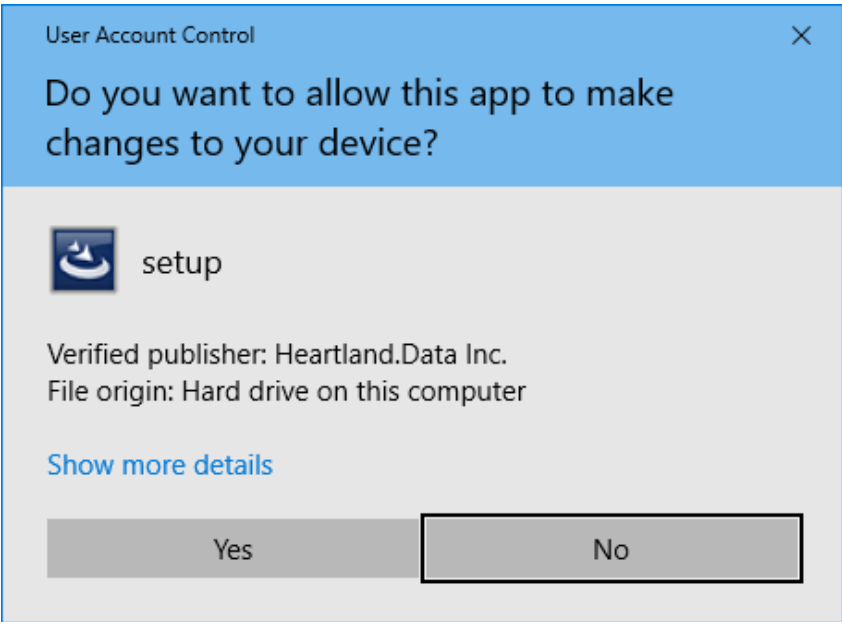 User Account Control
Do you want to allow this app to make
changes to your device?
setup
Verified publisher: Heartland.Data Inc.
File origin: Hard drive on this computer
Show more details
Yes
No